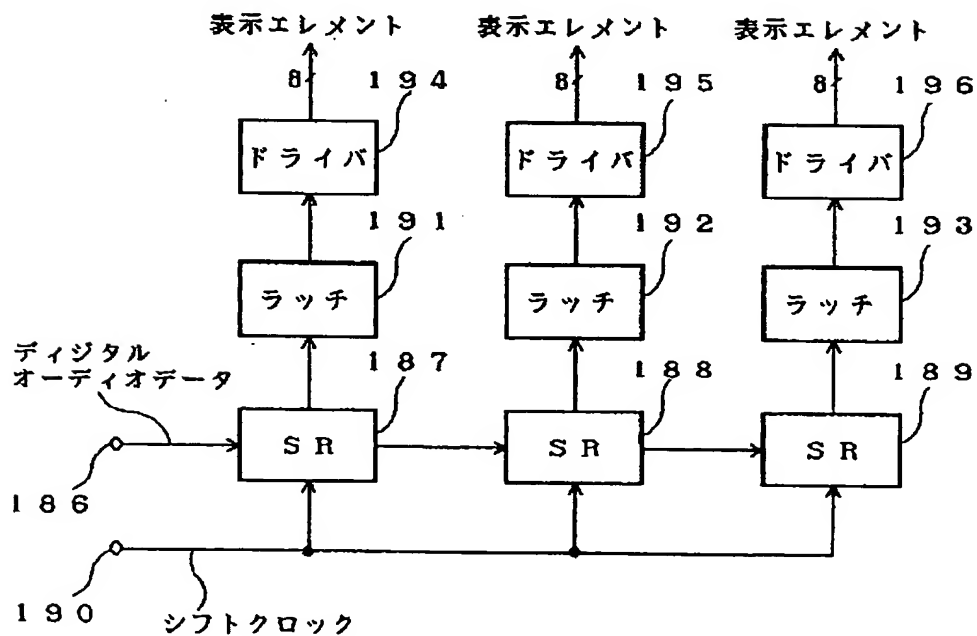 表示エレメント 表示エレメント 表示エレメント
8 194 8 195 8 196
ドライバ ドライバ ドライバ
191 192 193
ラッチ ラッチ ラッチ
ディジタル
オーディオデータ
187 188 189
SR SR SR
186
190
シフトクロック